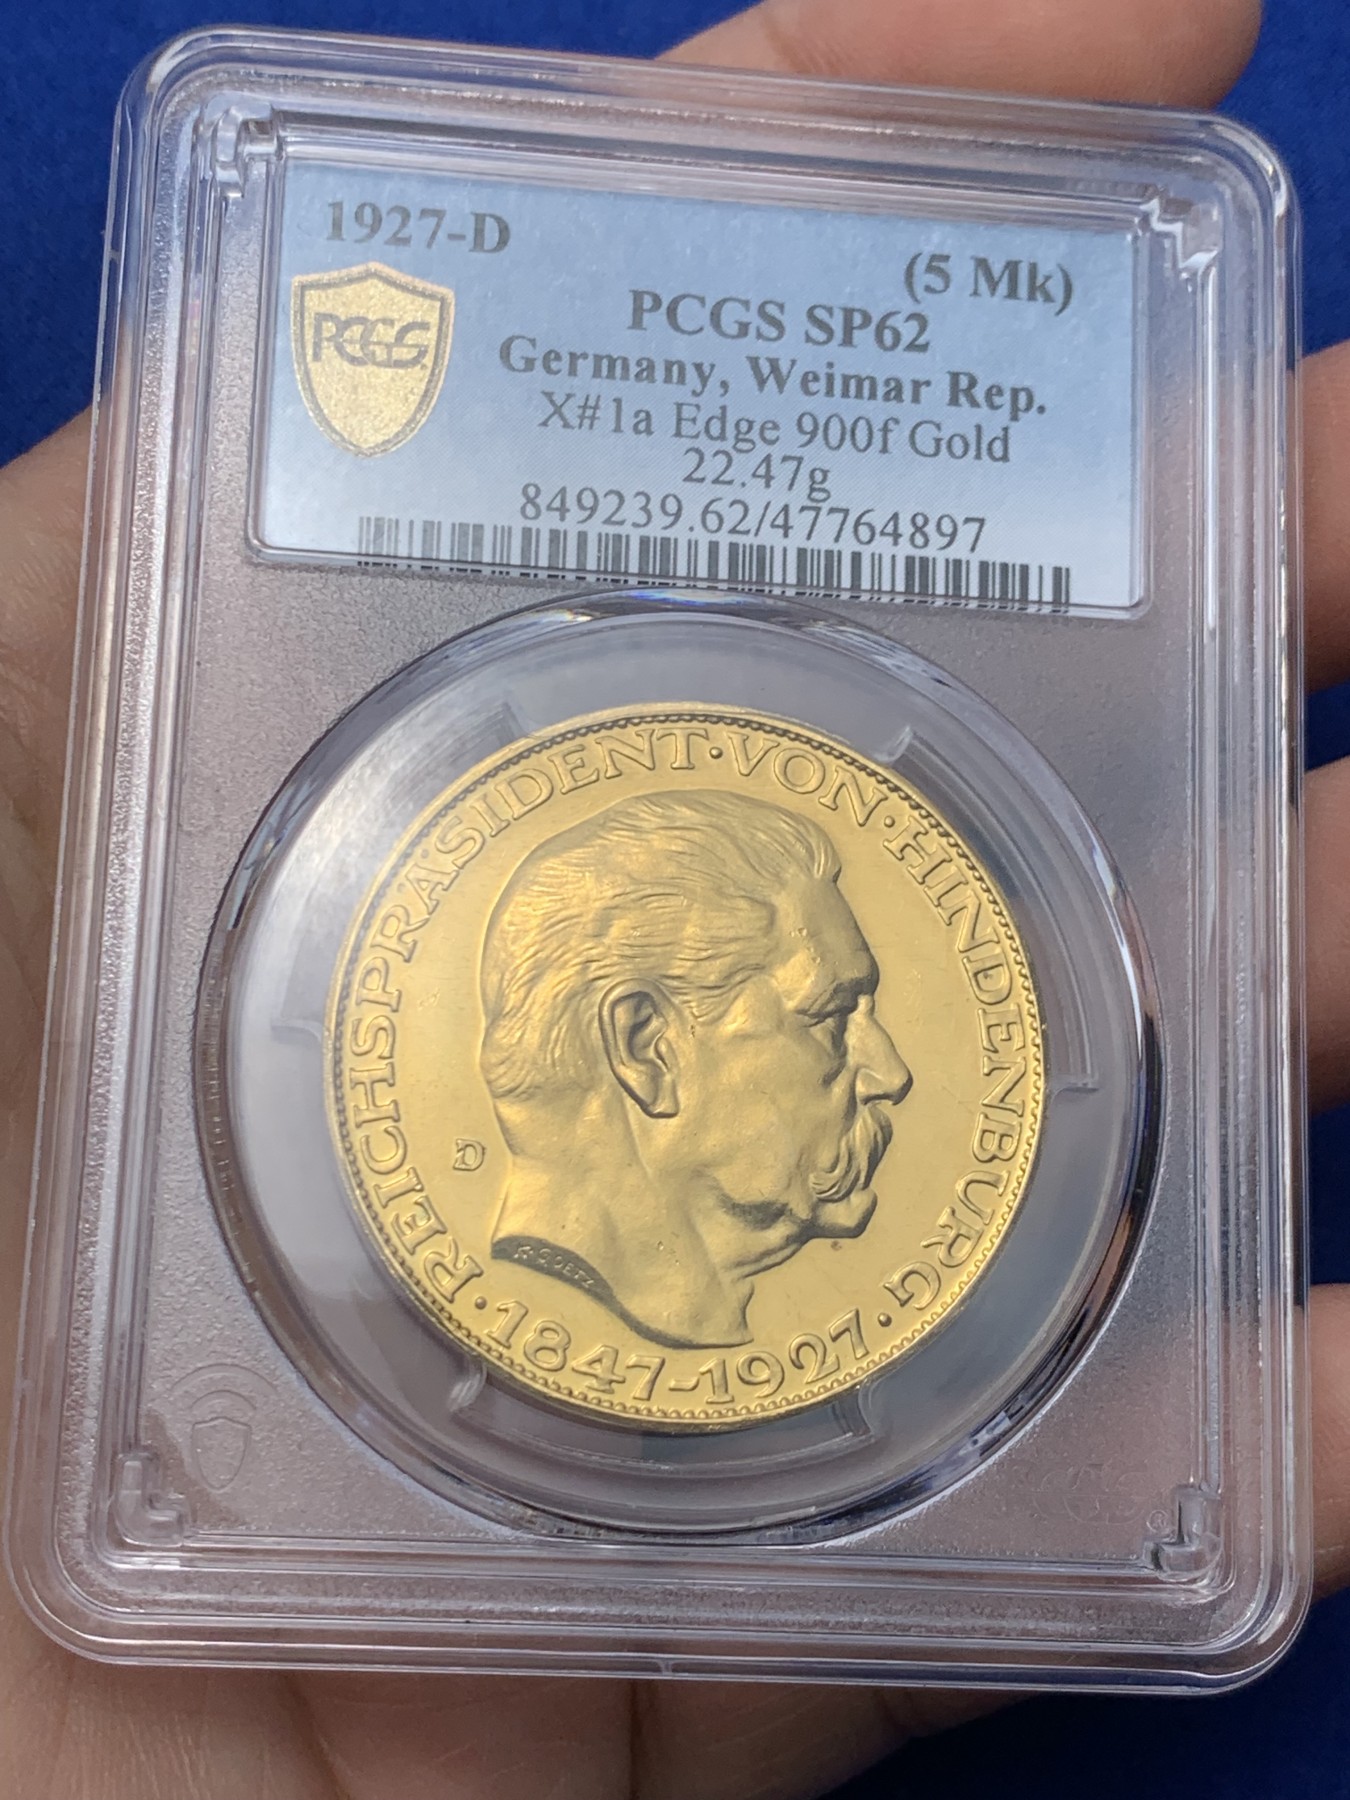 1927-D
(5 Mk)
PCGS
PCGS SP62
Germany, Weimar Rep.
X#1a Edge 900f Gold
22.47g
849239.62/47764897
REICHSPRÄSIDENT·VON·HINDENBURG
D
K·GOETZ
·1847-1927·